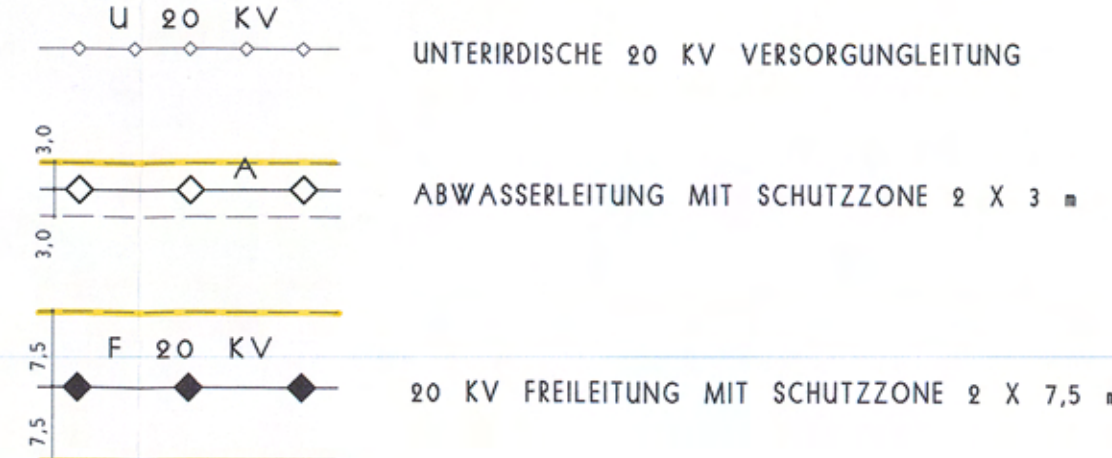 U 20 KV
UNTERIRDISCHE 20 KV VERSORGUNGLEITUNG
3,0
A
ABWASSERLEITUNG MIT SCHUTZZONE 2 X 3 m
3,0
7,5
F 20 KV
20 KV FREILEITUNG MIT SCHUTZZONE 2 X 7,5 m
7,5